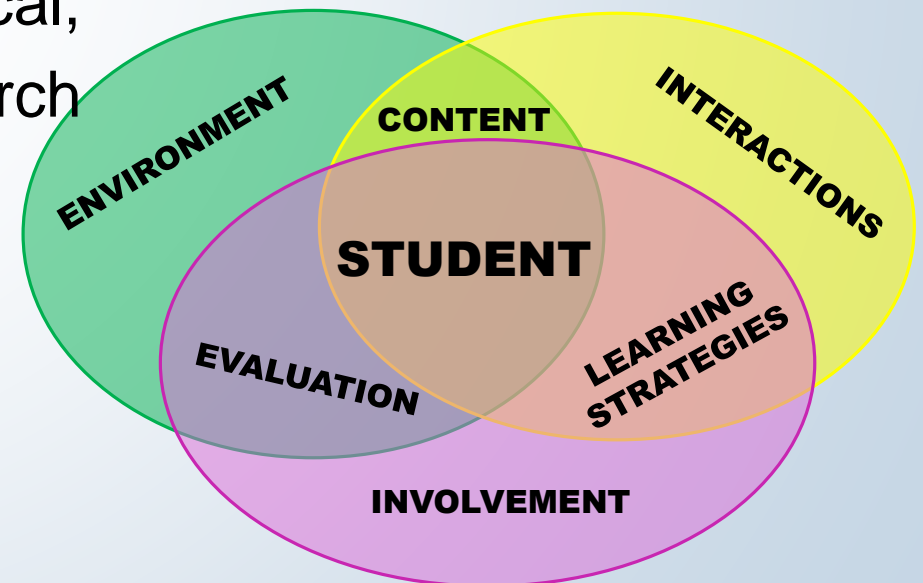 cal,
rch
ENVIRONMENT
CONTENT
INTERACTIONS
STUDENT
EVALUATION
LEARNING
STRATEGIES
INVOLVEMENT